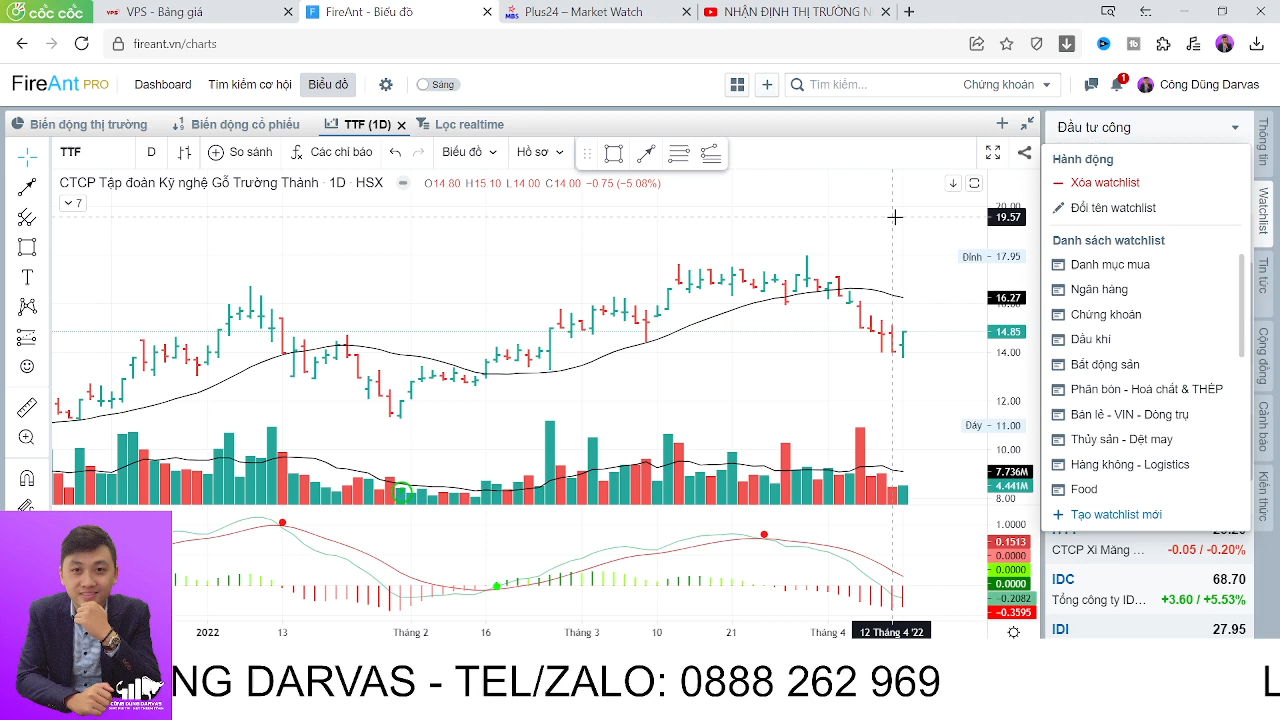 cốc cốc
VPS - Bảng giá
FireAnt - Biểu đồ
MBS Plus24 – Market Watch
NHẬN ĐỊNH THỊ TRƯỜNG N
fireant.vn/charts
FireAnt PRO
Dashboard
Tìm kiếm cơ hội
Biểu đồ
Sáng
Tìm kiếm...
Chứng khoán
1
Công Dũng Darvas
Biến động thị trường
Biến động cổ phiếu
TTF (1D)
Lọc realtime
Đầu tư công
TTF
D
So sánh
Các chỉ báo
Biểu đồ
Hồ sơ
CTCP Tập đoàn Kỹ nghệ Gỗ Trường Thành · 1D · HSX
O14.80 H15.10 L14.00 C14.00 −0.75 (−5.08%)
7
20.00
19.57
Đỉnh 17.95
16.27
14.85
14.00
12.00
Đáy 11.00
10.00
7.736M
4.441M
8.00
1.0000
0.1513
0.0000
0.0000
0.0000
-0.2082
-0.3595
2022
13
Tháng 2
16
Tháng 3
10
21
Tháng 4
12 Tháng 4 '22
Hành động
Xóa watchlist
Đổi tên watchlist
Danh sách watchlist
Danh mục mua
Ngân hàng
Chứng khoán
Dầu khí
Bất động sản
Phân bón - Hoá chất & THÉP
Bán lẻ - VIN - Dòng trụ
Thủy sản - Dệt may
Hàng không - Logistics
Food
Tạo watchlist mới
CTCP Xi Măng ...
-0.05 / -0.20%
IDC
68.70
Tổng công ty ID...
+3.60 / +5.53%
IDI
27.95
Thông tin
Watchlist
Tin tức
Cộng đồng
Cảnh báo
Kiến thức
CÔNG DŨNG DARVAS
NG DARVAS - TEL/ZALO: 0888 262 969
L